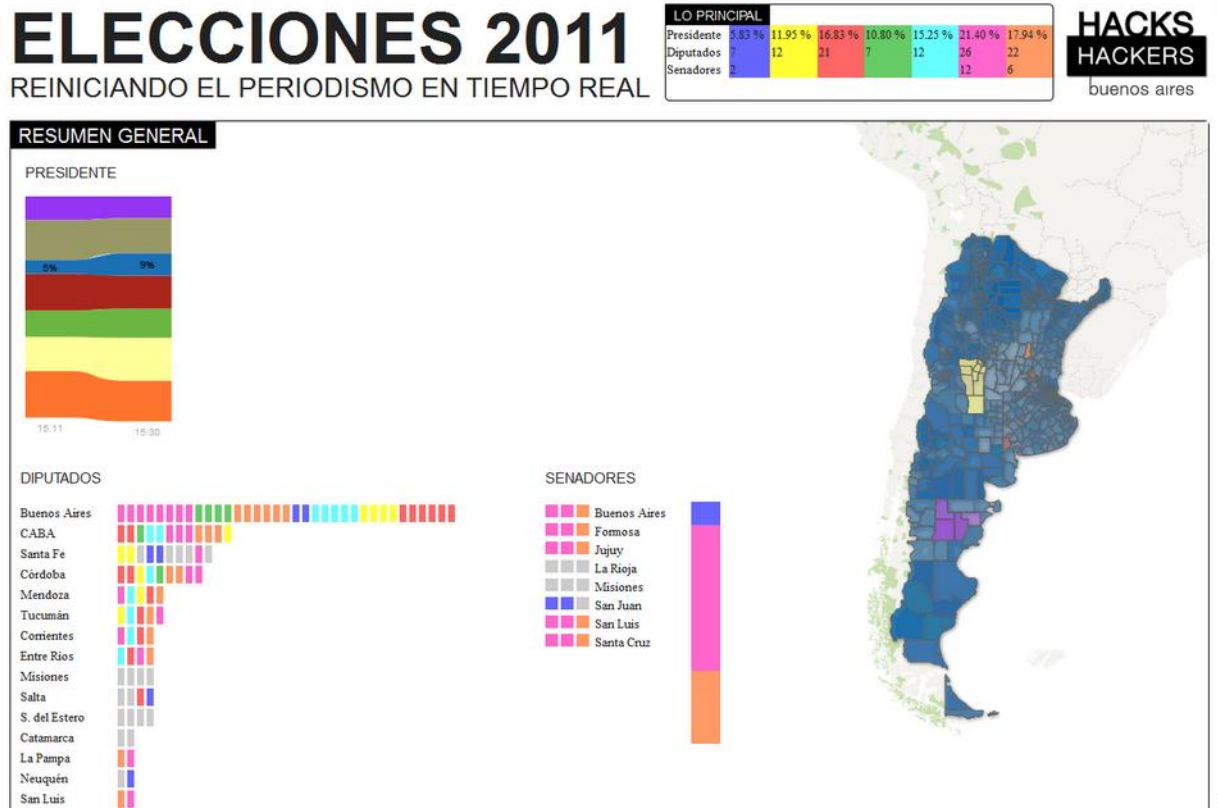 ELECCIONES 2011
REINICIANDO EL PERIODISMO EN TIEMPO REAL
LO PRINCIPAL
Presidente 5.83 % 11.95 % 16.83 % 10.80 % 15.25 % 21.40 % 17.94 %
Diputados 7 12 21 7 12 26 22
Senadores 2 12 6
HACKS
HACKERS
buenos aires
RESUMEN GENERAL
PRESIDENTE
5% 9%
15:11 15:30
DIPUTADOS
Buenos Aires
CABA
Santa Fe
Córdoba
Mendoza
Tucumán
Corrientes
Entre Rios
Misiones
Salta
S. del Estero
Catamarca
La Pampa
Neuquén
San Luis
SENADORES
Buenos Aires
Formosa
Jujuy
La Rioja
Misiones
San Juan
San Luis
Santa Cruz